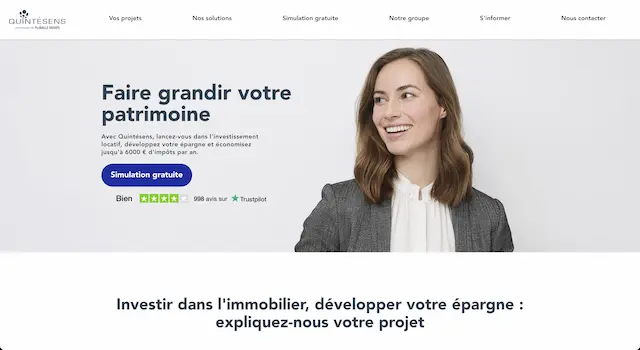 QUINTÉSENS
Vos projets
Nos solutions
Simulation gratuite
Notre groupe
S'informer
Nous contacter
Faire grandir votre
patrimoine
Avec Quintésens, lancez-vous dans l'investissement
locatif, développez votre épargne et économisez
jusqu'à 6000 € d'impôts par an.
Simulation gratuite
Bien
998 avis sur
Trustpilot
Investir dans l'immobilier, développer votre épargne :
expliquez-nous votre projet